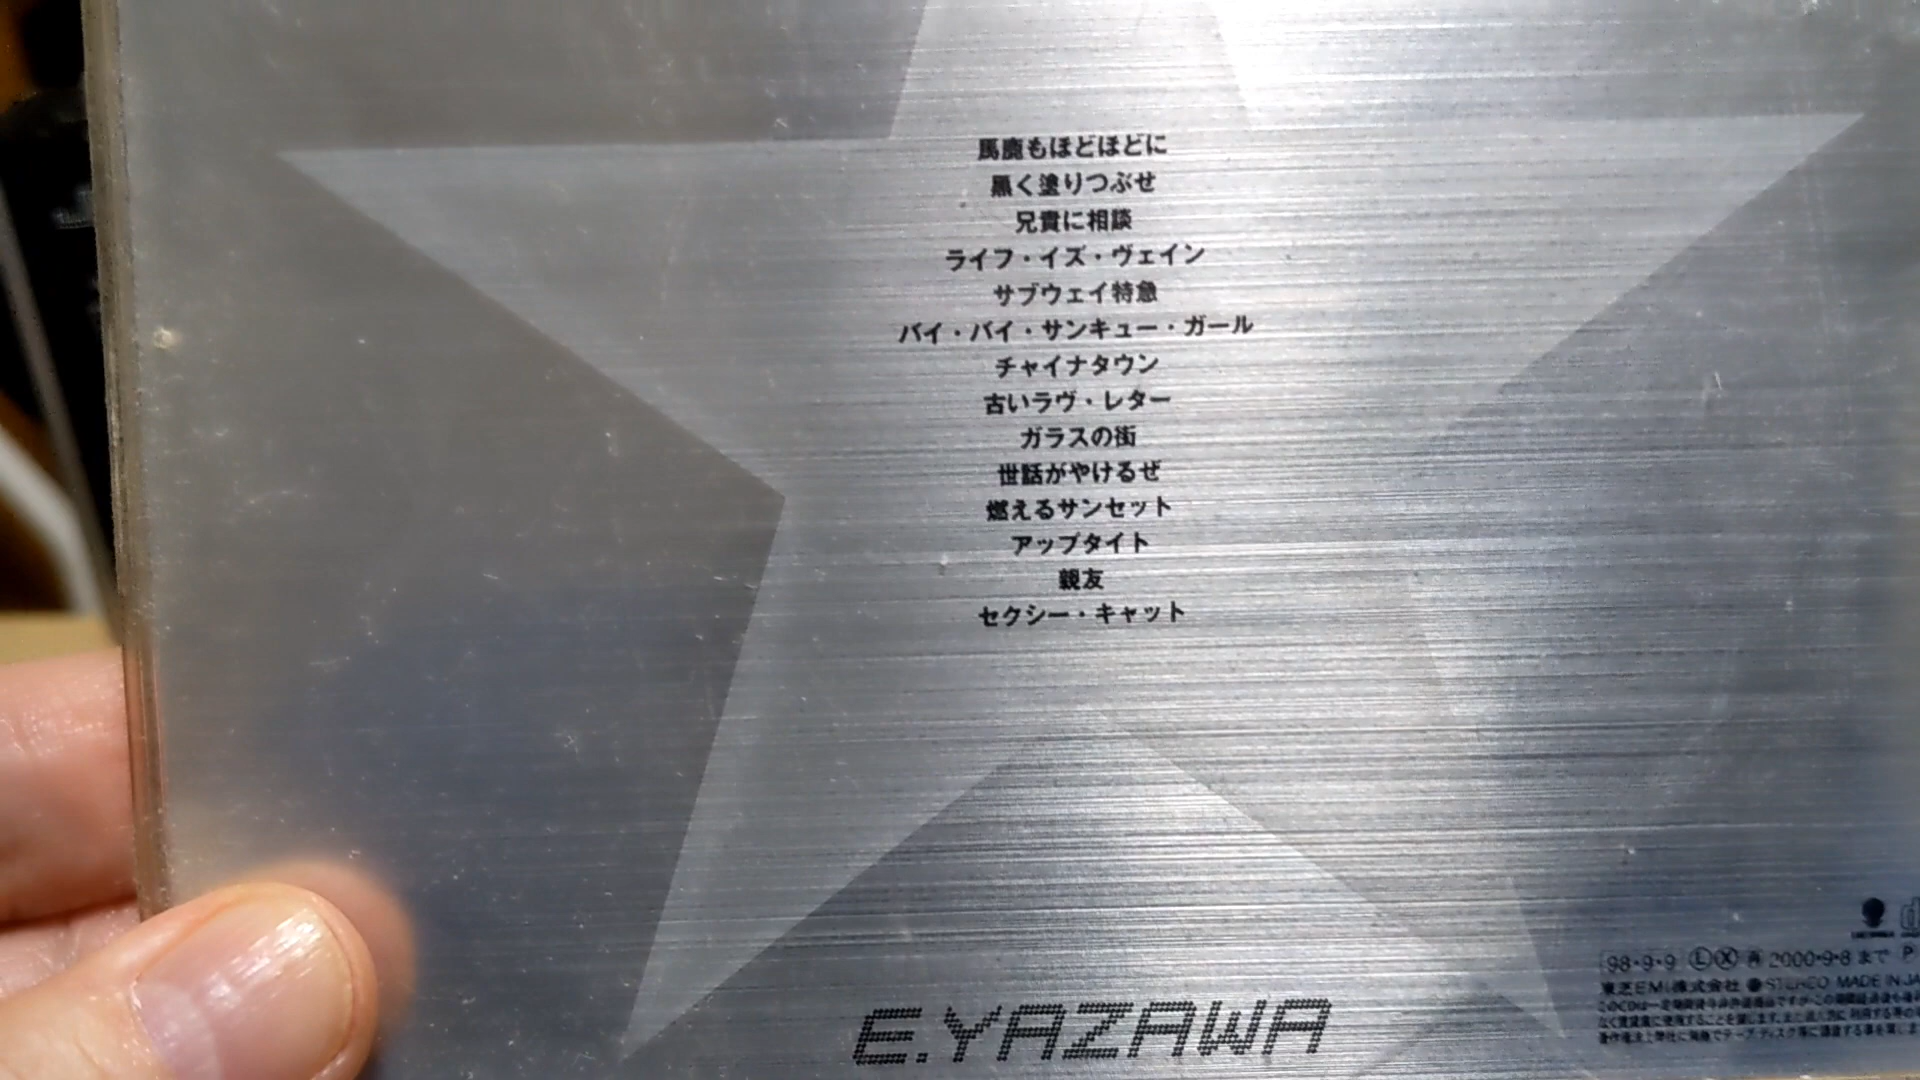 馬鹿もほどほどに
黒く塗りつぶせ
兄貴に相談
ライフ・イズ・ヴェイン
サブウェイ特急
バイ・バイ・サンキュー・ガール
チャイナタウン
古いラヴ・レター
ガラスの街
世話がやけるぜ
燃えるサンセット
アップタイト
親友
セクシー・キャット
E.YAZAWA
98・9・9 Ⓛ Ⓧ 再 2000・9・8 まで P
東芝EMI株式会社 STEREO MADE IN JA